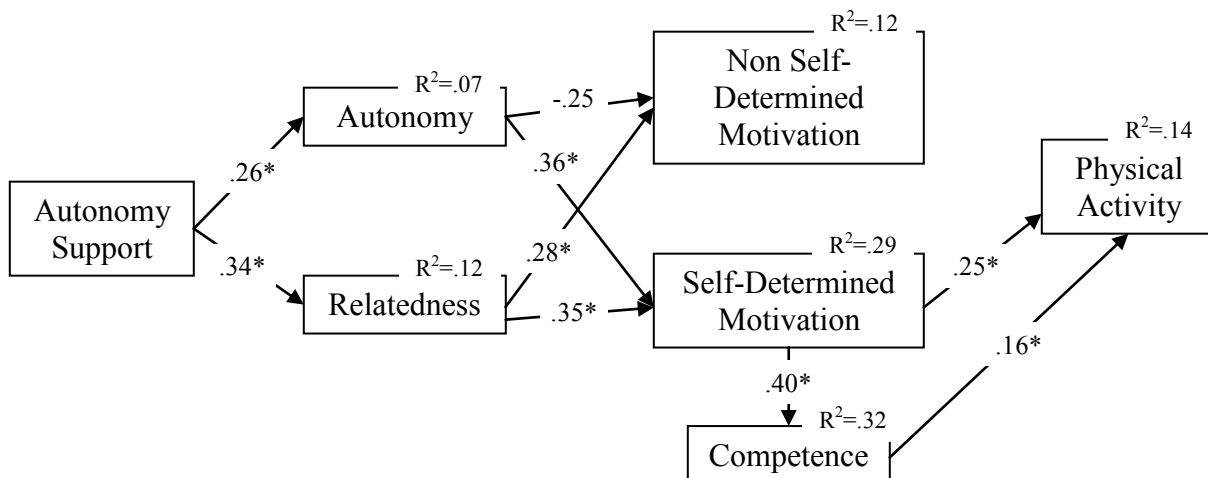 R²=.12
Non Self-
Determined
Motivation
R²=.07
Autonomy
-.25
R²=.14
Physical
Activity
.26*
.36*
Autonomy
Support
.34*
.28*
R²=.12
Relatedness
.35*
R²=.29
Self-Determined
Motivation
.25*
.16*
.40*
R²=.32
Competence